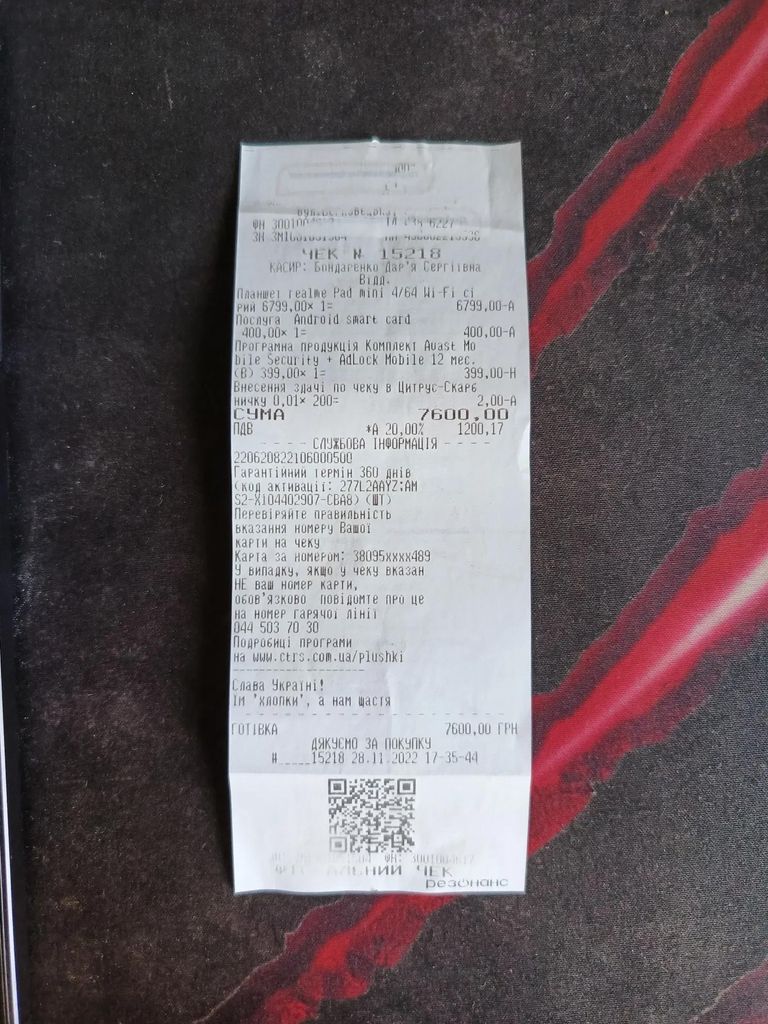 ЧЕК № 15218
КАСИР: Бондаренко Дар'я Сергіївна
Відд.
Планшет realme Pad mini 4/64 Wi-Fi сі
рий 6799,00× 1= 6799,00-А
Послуга Android smart card
400,00× 1= 400,00-А
Програмна продукція Комплект Avast Mo
bile Security + AdLock Mobile 12 мес.
(В) 399,00× 1= 399,00-Н
Внесення здачі по чеку в Цитрус-Скарб
ничку 0,01× 200= 2,00-А
СУМА 7600,00
ПДВ *А 20,00% 1200,17
- - - - СЛУЖБОВА ІНФОРМАЦІЯ - - - -
220620822106000500
Гарантійний термін 360 днів
(код активації: 277L2AAYZ:AM
S2-X104402907-CBA8) (ШТ)
Перевіряйте правильність
вказання номеру Вашої
карти на чеку
Карта за номером: 38095xxxx489
У випадку, якщо у чеку вказан
НЕ ваш номер карти,
обов'язково повідомте про це
на номер гарячої лінії
044 503 70 30
Подробиці програми
на www.ctrs.com.ua/plushki
Слава Україні!
Їм 'хлопки', а нам щастя
ГОТІВКА 7600,00 ГРН
ДЯКУЄМО ЗА ПОКУПКУ
#_____15218 28.11.2022 17-35-44
ЧЕК
резонанс